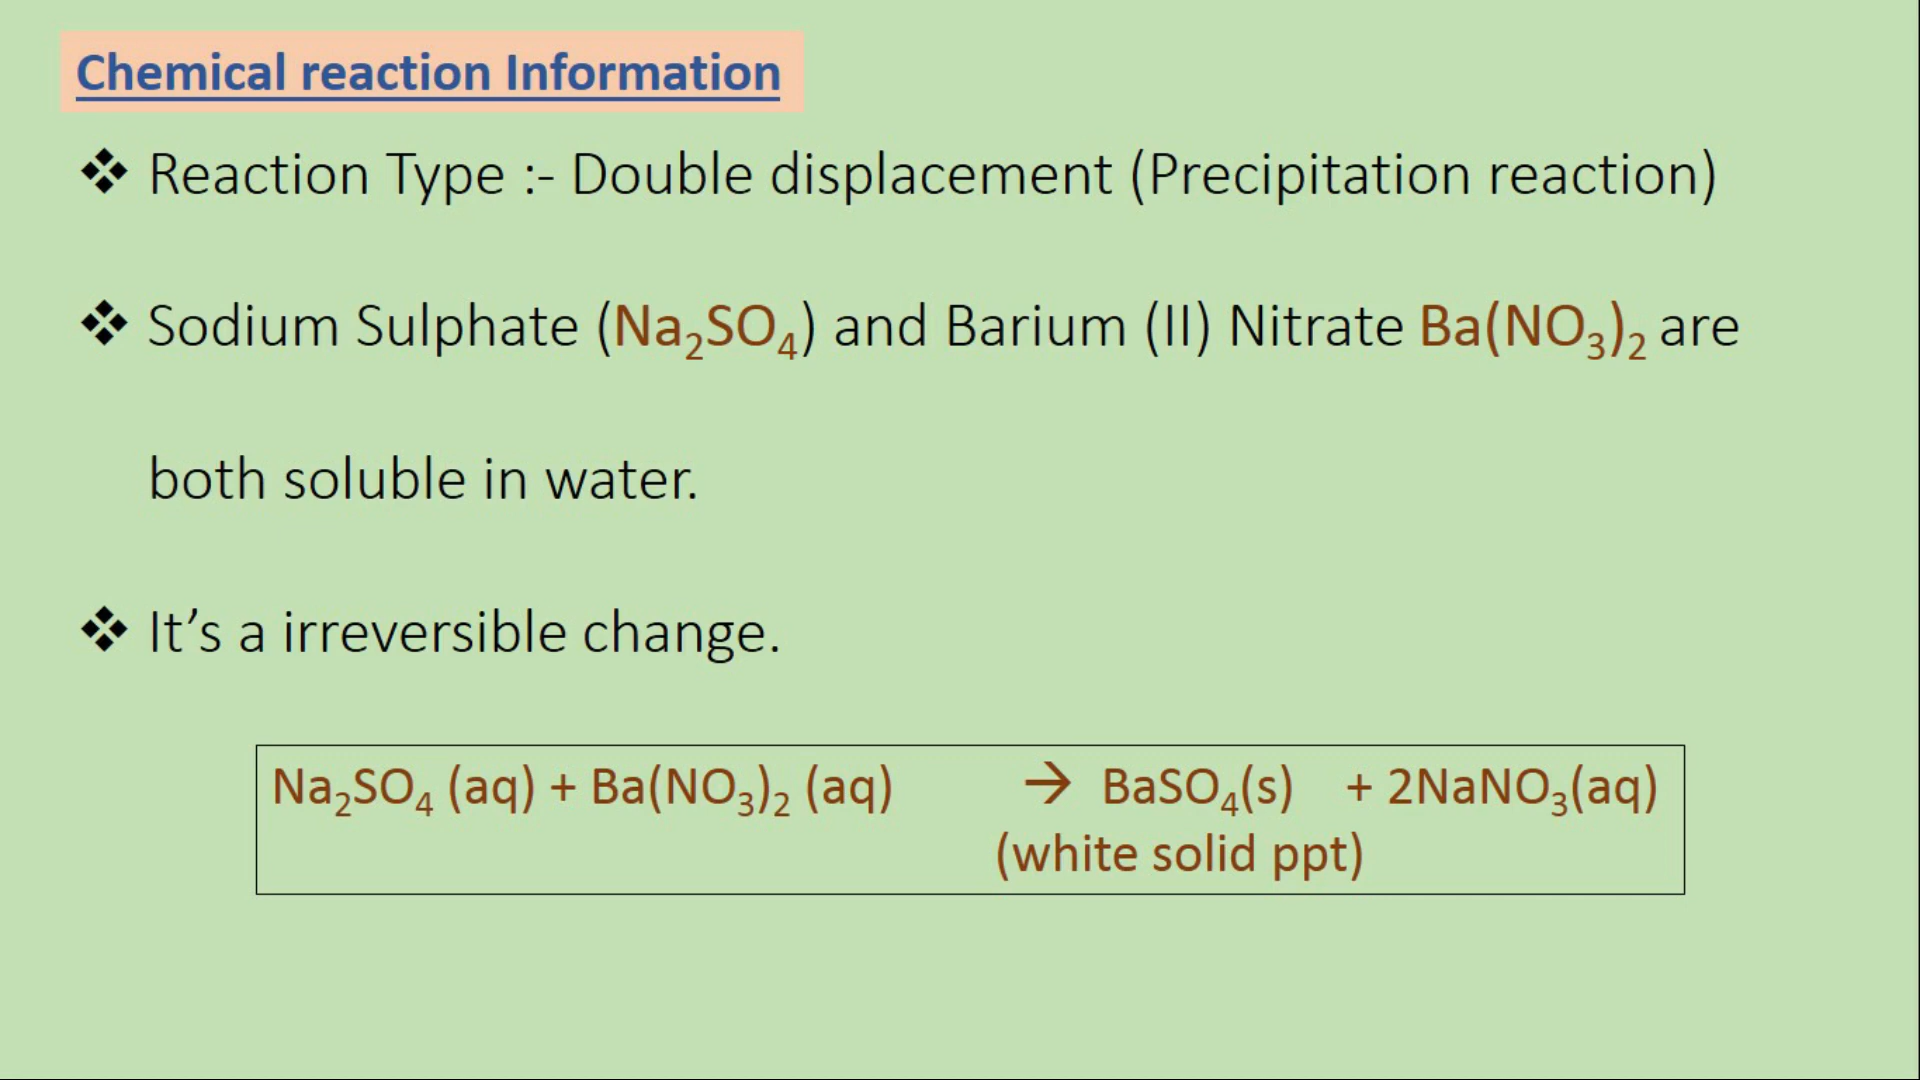 Chemical reaction Information
❖ Reaction Type :- Double displacement (Precipitation reaction)
❖ Sodium Sulphate (Na₂SO₄) and Barium (II) Nitrate Ba(NO₃)₂ are
both soluble in water.
❖ It’s a irreversible change.
Na₂SO₄ (aq) + Ba(NO₃)₂ (aq) → BaSO₄(s) + 2NaNO₃(aq)
(white solid ppt)